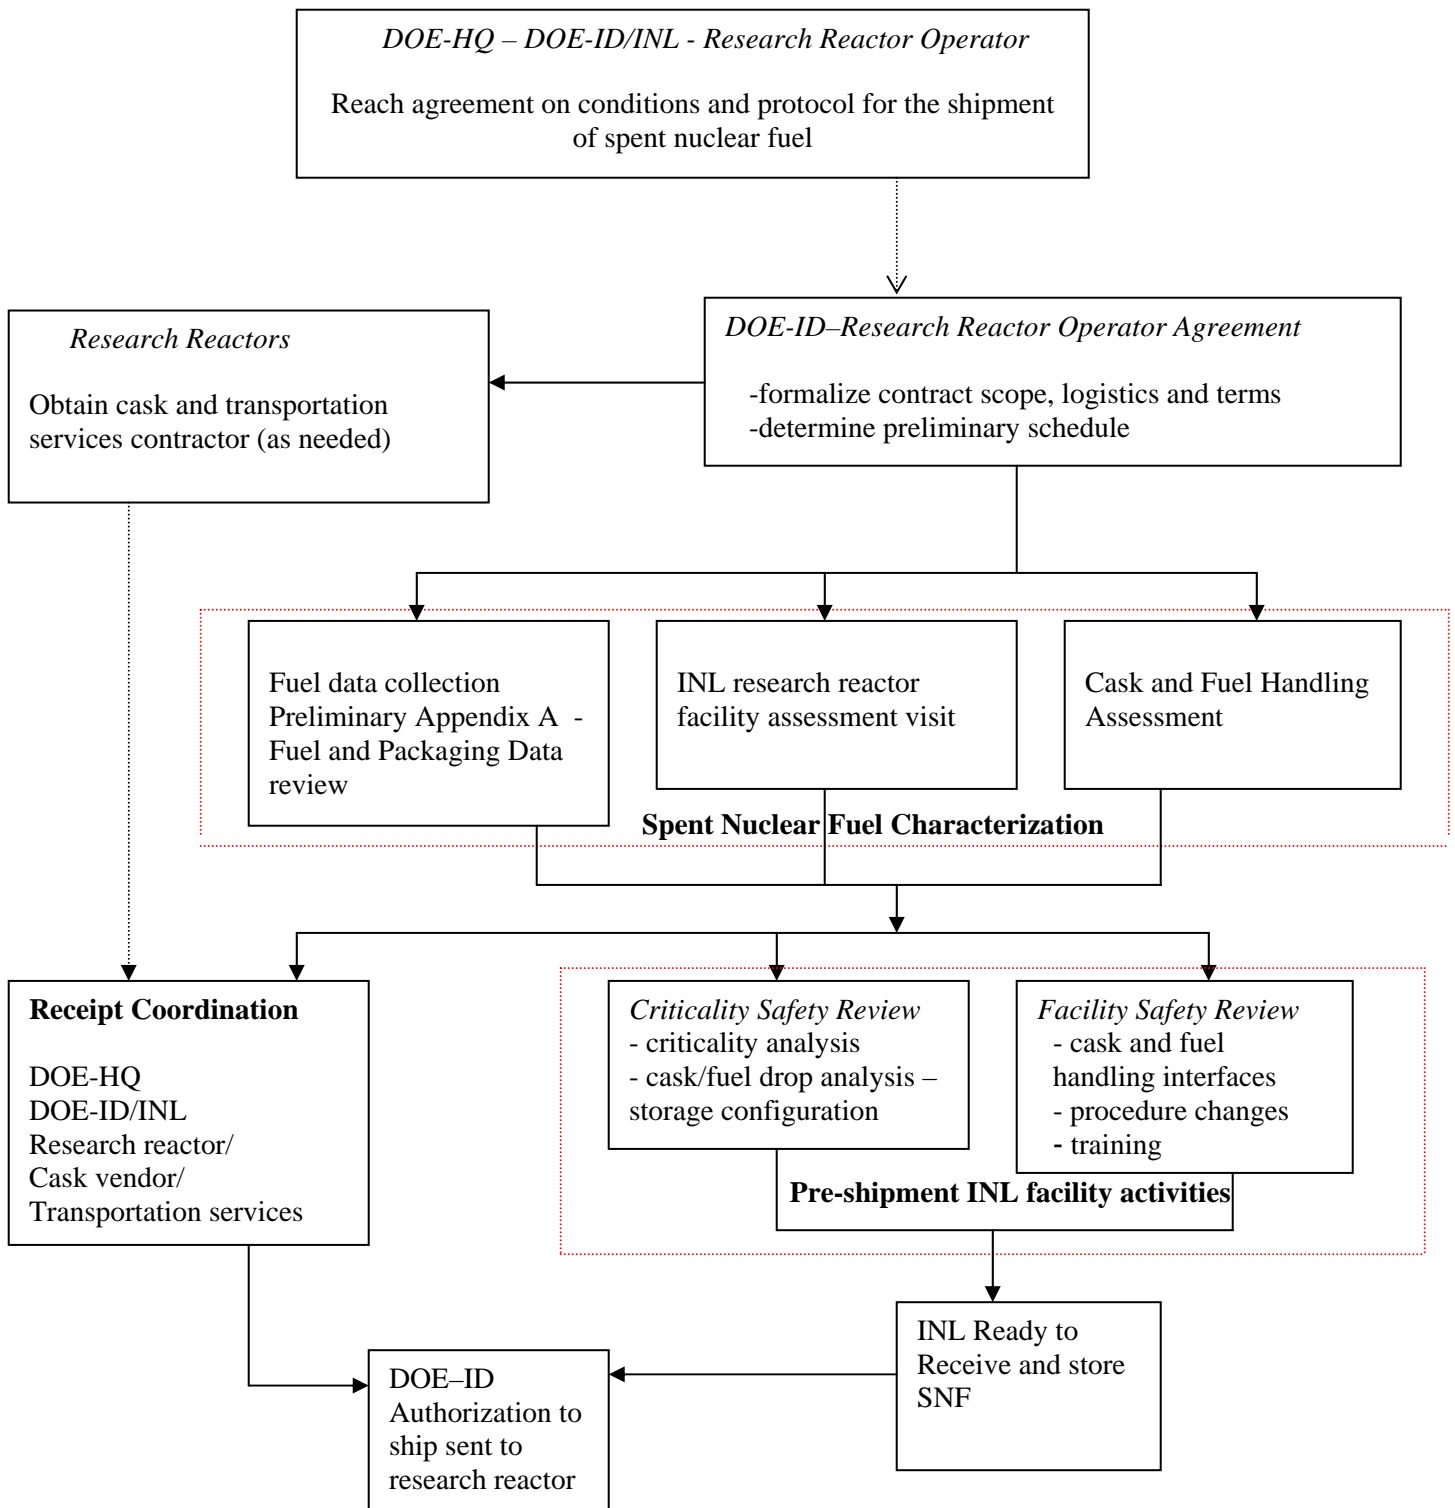 DOE-HQ – DOE-ID/INL - Research Reactor Operator
Reach agreement on conditions and protocol for the shipment
of spent nuclear fuel
Research Reactors
Obtain cask and transportation
services contractor (as needed)
DOE-ID–Research Reactor Operator Agreement
-formalize contract scope, logistics and terms
-determine preliminary schedule
Fuel data collection
Preliminary Appendix A -
Fuel and Packaging Data
review
INL research reactor
facility assessment visit
Cask and Fuel Handling
Assessment
Spent Nuclear Fuel Characterization
Receipt Coordination
DOE-HQ
DOE-ID/INL
Research reactor/
Cask vendor/
Transportation services
Criticality Safety Review
- criticality analysis
- cask/fuel drop analysis –
storage configuration
Facility Safety Review
- cask and fuel
handling interfaces
- procedure changes
- training
Pre-shipment INL facility activities
INL Ready to
Receive and store
SNF
DOE–ID
Authorization to
ship sent to
research reactor